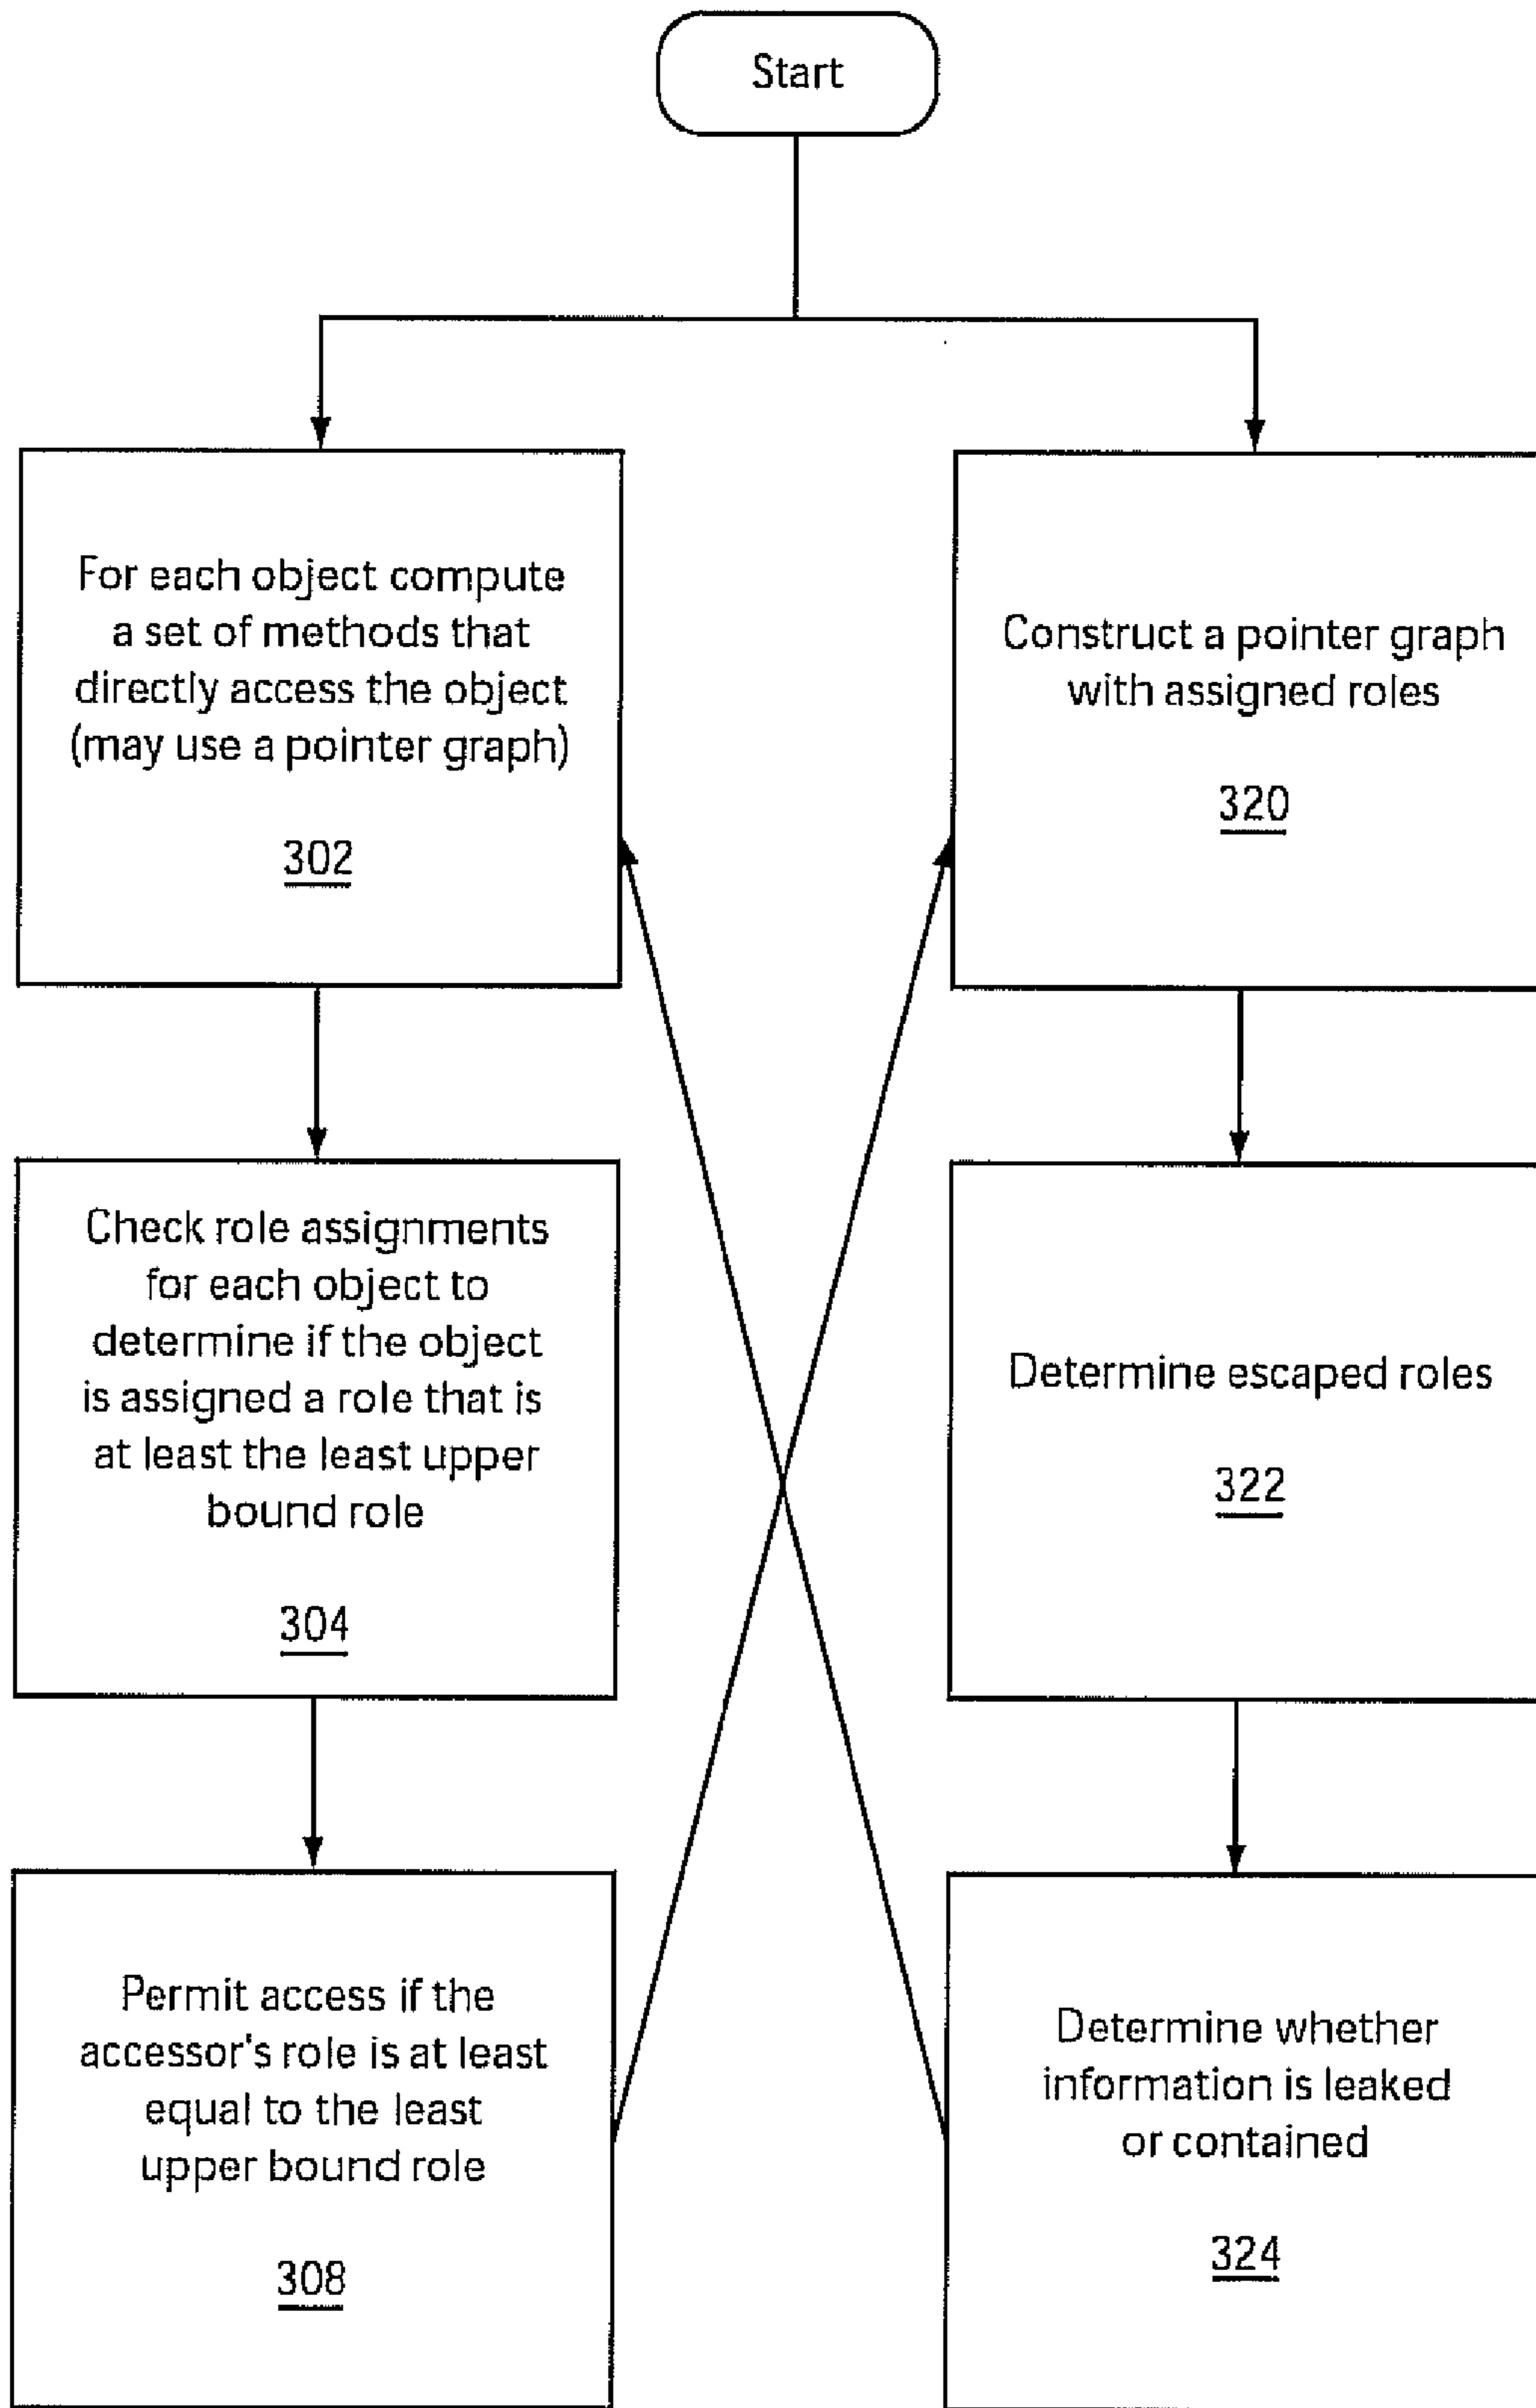 Start
For each object compute
a set of methods that
directly access the object
(may use a pointer graph)
302
Check role assignments
for each object to
determine if the object
is assigned a role that is
at least the least upper
bound role
304
Permit access if the
accessor's role is at least
equal to the least
upper bound role
308
Construct a pointer graph
with assigned roles
320
Determine escaped roles
322
Determine whether
information is leaked
or contained
324